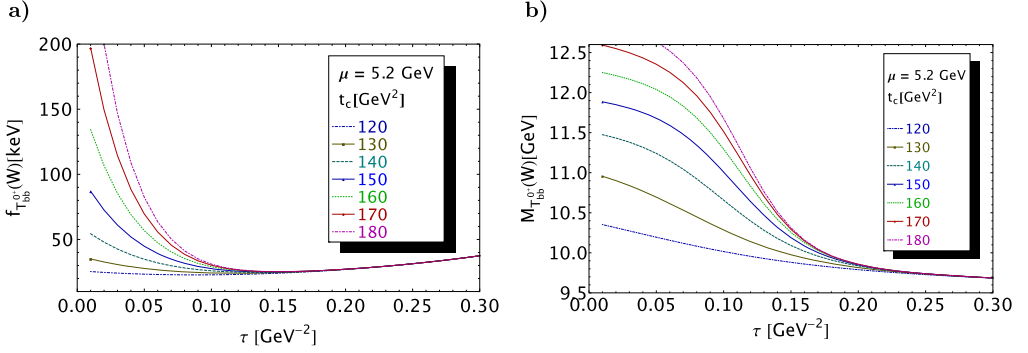 a)
f_{T_{bb}^{0^+}}(W)[keV]
200
150
100
50
0.00 0.05 0.10 0.15 0.20 0.25 0.30
τ [GeV⁻²]
μ = 5.2 GeV
t_c[GeV²]
120
130
140
150
160
170
180
b)
M_{T_{bb}^{0^+}}(W)[GeV]
12.5
12.0
11.5
11.0
10.5
10.0
9.5
0.00 0.05 0.10 0.15 0.20 0.25 0.30
τ [GeV⁻²]
μ = 5.2 GeV
t_c[GeV²]
120
130
140
150
160
170
180